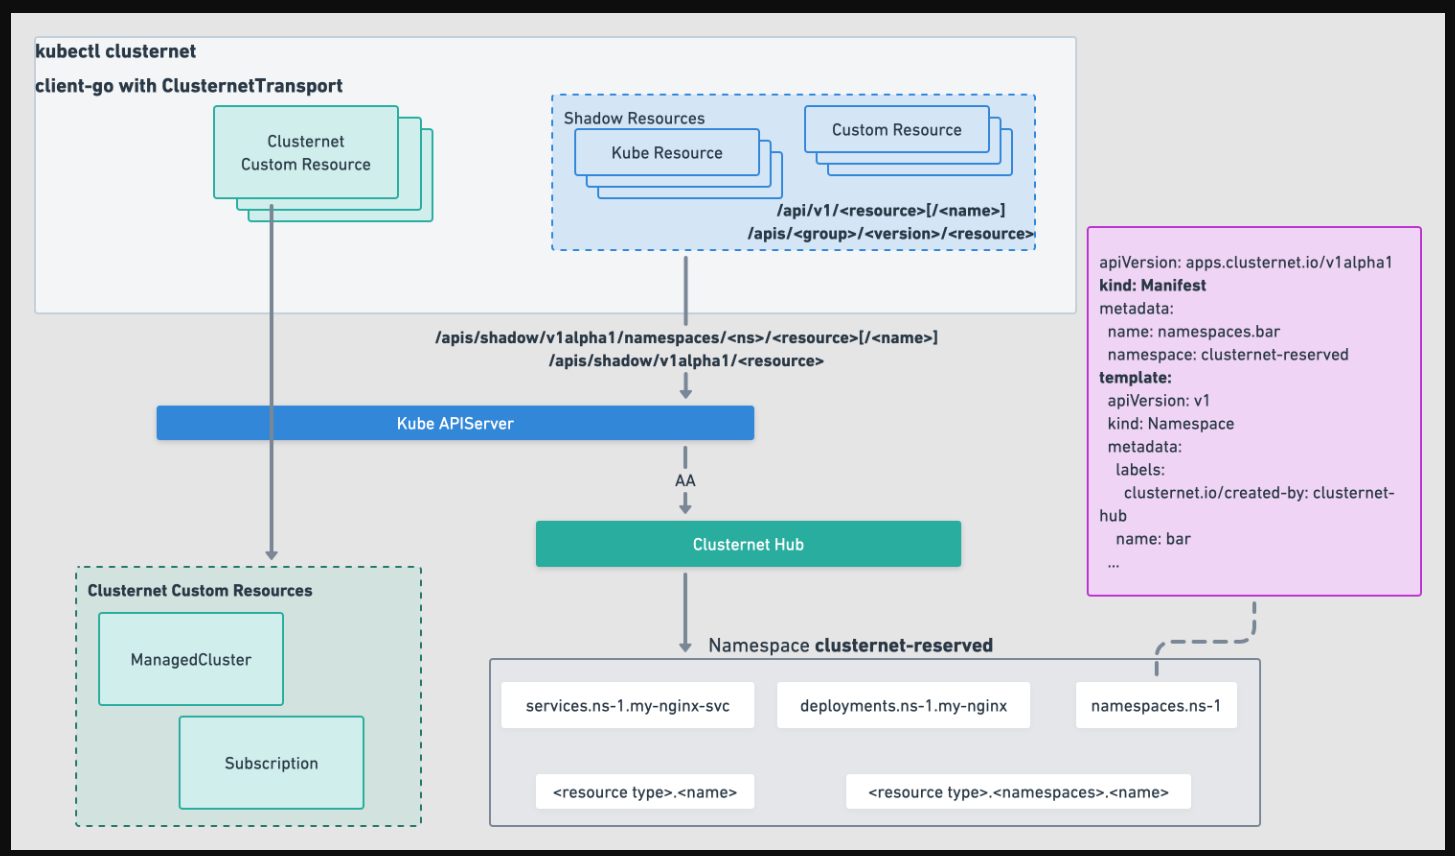 kubectl clusternet
client-go with ClusternetTransport
Clusternet
Custom Resource
Shadow Resources
Kube Resource
Custom Resource
/api/v1/<resource>[/<name>]
/apis/<group>/<version>/<resource>
/apis/shadow/v1alpha1/namespaces/<ns>/<resource>[/<name>]
/apis/shadow/v1alpha1/<resource>
Kube APIServer
AA
Clusternet Hub
Clusternet Custom Resources
ManagedCluster
Subscription
Namespace clusternet-reserved
services.ns-1.my-nginx-svc
deployments.ns-1.my-nginx
namespaces.ns-1
<resource type>.<name>
<resource type>.<namespaces>.<name>
apiVersion: apps.clusternet.io/v1alpha1
kind: Manifest
metadata:
  name: namespaces.bar
  namespace: clusternet-reserved
template:
  apiVersion: v1
  kind: Namespace
  metadata:
    labels:
      clusternet.io/created-by: clusternet-
hub
    name: bar
  ...